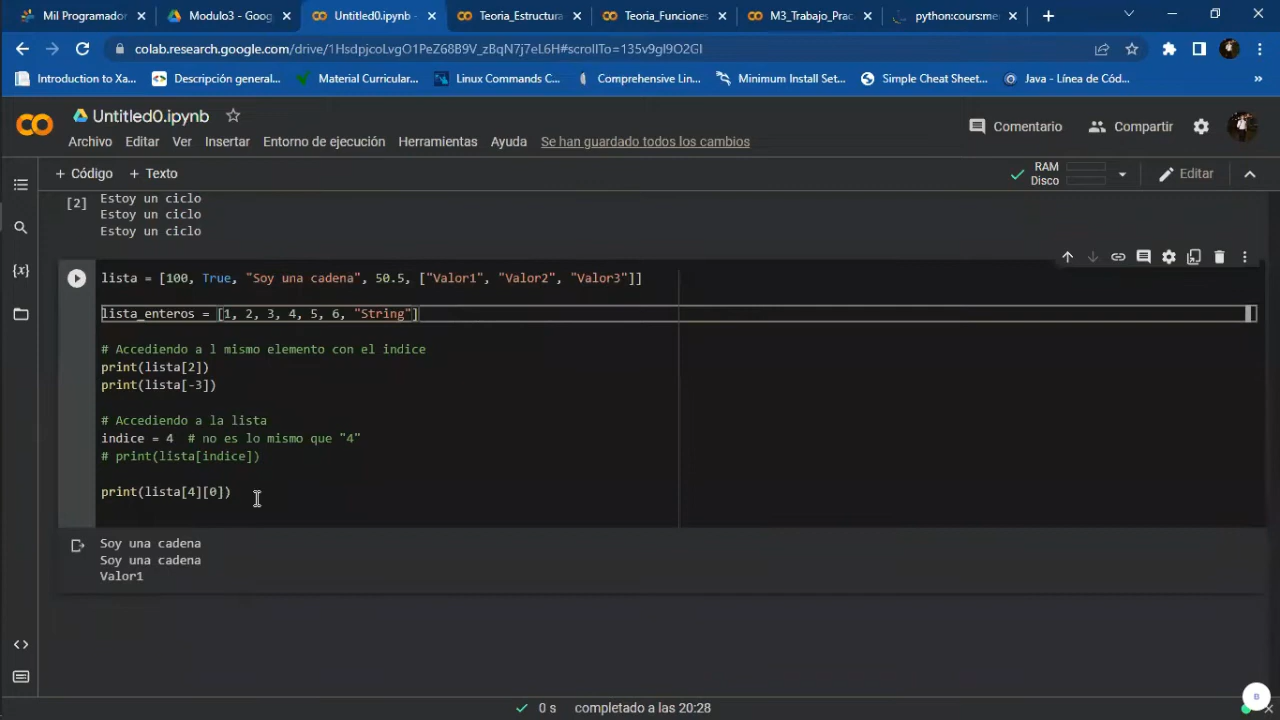 Mil Programador
Modulo3 - Goog
Untitled0.ipynb -
Teoria_Estructura
Teoria_Funciones
M3_Trabajo_Prac
python:cours:me
colab.research.google.com/drive/1HsdpjcoLvgO1PeZ68B9V_zBqN7j7eL6H#scrollTo=135v9gl9O2GI
Introduction to Xa...
Descripción general...
Material Curricular...
Linux Commands C...
Comprehensive Lin...
Minimum Install Set...
Simple Cheat Sheet...
Java - Línea de Cód...
»
CO
Untitled0.ipynb
Comentario
Compartir
Archivo Editar Ver Insertar Entorno de ejecución Herramientas Ayuda Se han guardado todos los cambios
+ Código + Texto
RAM
Disco
Editar
[2]
Estoy un ciclo
Estoy un ciclo
Estoy un ciclo
lista = [100, True, "Soy una cadena", 50.5, ["Valor1", "Valor2", "Valor3"]]
lista_enteros = [1, 2, 3, 4, 5, 6, "String"]
# Accediendo a l mismo elemento con el indice
print(lista[2])
print(lista[-3])
# Accediendo a la lista
indice = 4 # no es lo mismo que "4"
# print(lista[indice])
print(lista[4][0])
Soy una cadena
Soy una cadena
Valor1
0 s completado a las 20:28
B